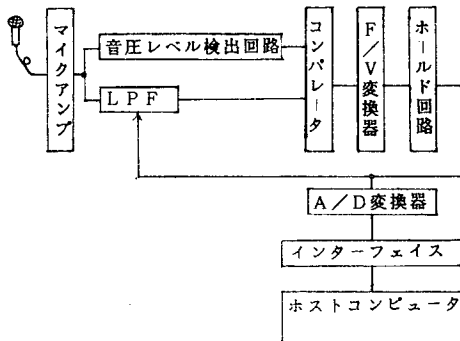 マイクアンプ
音圧レベル検出回路
LPF
コンパレータ
F/V変換器
ホールド回路
A/D変換器
インターフェイス
ホストコンピュータ